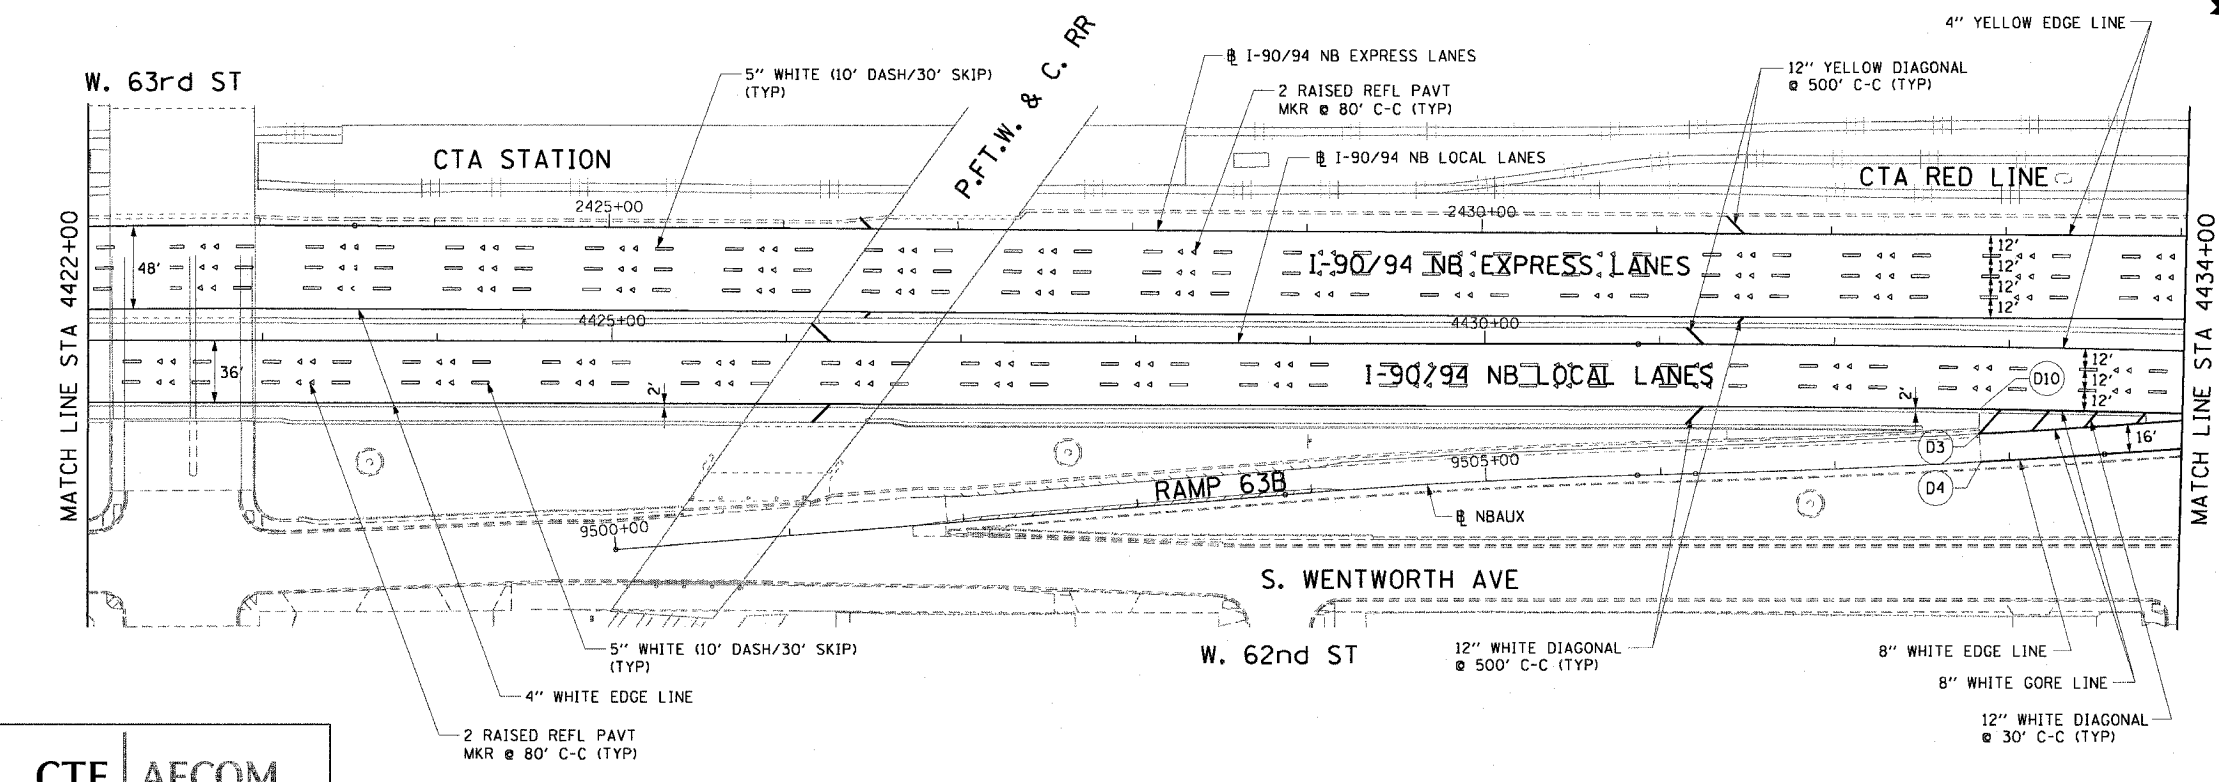 4" YELLOW EDGE LINE
W. 63rd ST
5" WHITE (10' DASH/30' SKIP)
(TYP)
P.FT.W. & C. RR
℄ I-90/94 NB EXPRESS LANES
2 RAISED REFL PAVT
MKR @ 80' C-C (TYP)
12" YELLOW DIAGONAL
@ 500' C-C (TYP)
CTA STATION
℄ I-90/94 NB LOCAL LANES
CTA RED LINE
2425+00
2430+00
MATCH LINE STA 4422+00
48'
I-90/94 NB EXPRESS LANES
12'
12'
12'
12'
MATCH LINE STA 4434+00
4425+00
4430+00
36'
2'
I-90/94 NB LOCAL LANES
2'
D10
12'
12'
12'
D3
16'
D4
9505+00
RAMP 63B
9500+00
℄ NBAUX
S. WENTWORTH AVE
5" WHITE (10' DASH/30' SKIP)
(TYP)
W. 62nd ST
12" WHITE DIAGONAL
@ 500' C-C (TYP)
8" WHITE EDGE LINE
4" WHITE EDGE LINE
8" WHITE GORE LINE
2 RAISED REFL PAVT
MKR @ 80' C-C (TYP)
12" WHITE DIAGONAL
@ 30' C-C (TYP)
CTE AECOM